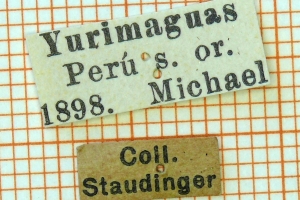 Yurimaguas
Perú s. or.
1898. Michael
Coll.
Staudinger